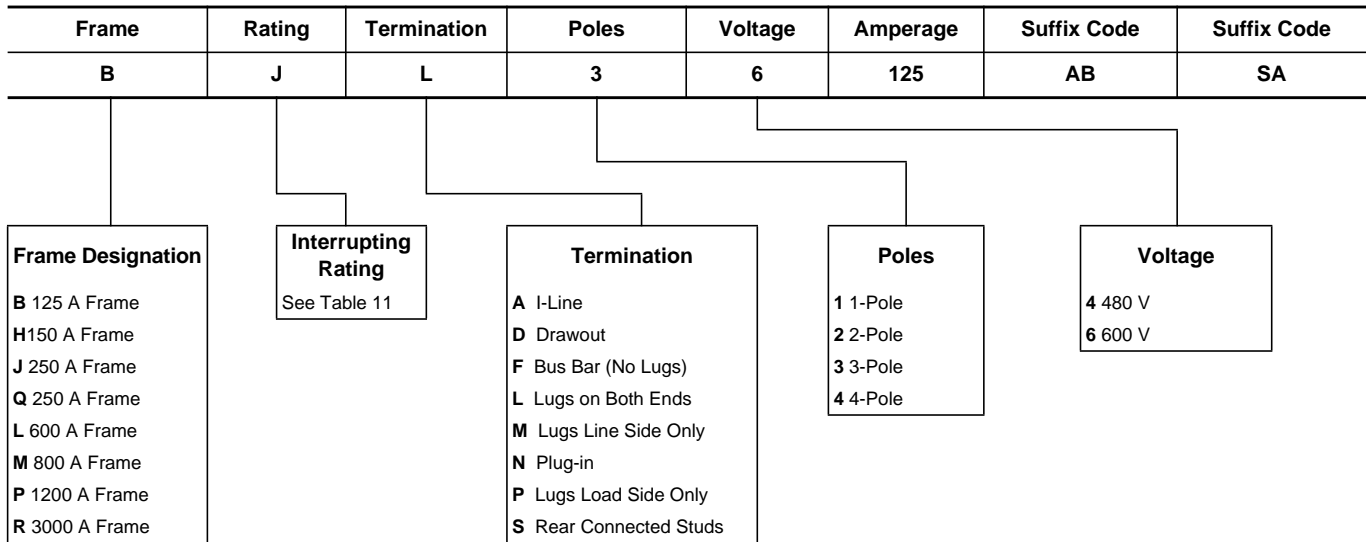 Frame Rating Termination Poles Voltage Amperage Suffix Code Suffix Code
B J L 3 6 125 AB SA
Frame Designation
B 125 A Frame
H150 A Frame
J 250 A Frame
Q 250 A Frame
L 600 A Frame
M 800 A Frame
P 1200 A Frame
R 3000 A Frame
Interrupting
Rating
See Table 11
Termination
A I-Line
D Drawout
F Bus Bar (No Lugs)
L Lugs on Both Ends
M Lugs Line Side Only
N Plug-in
P Lugs Load Side Only
S Rear Connected Studs
Poles
1 1-Pole
2 2-Pole
3 3-Pole
4 4-Pole
Voltage
4 480 V
6 600 V